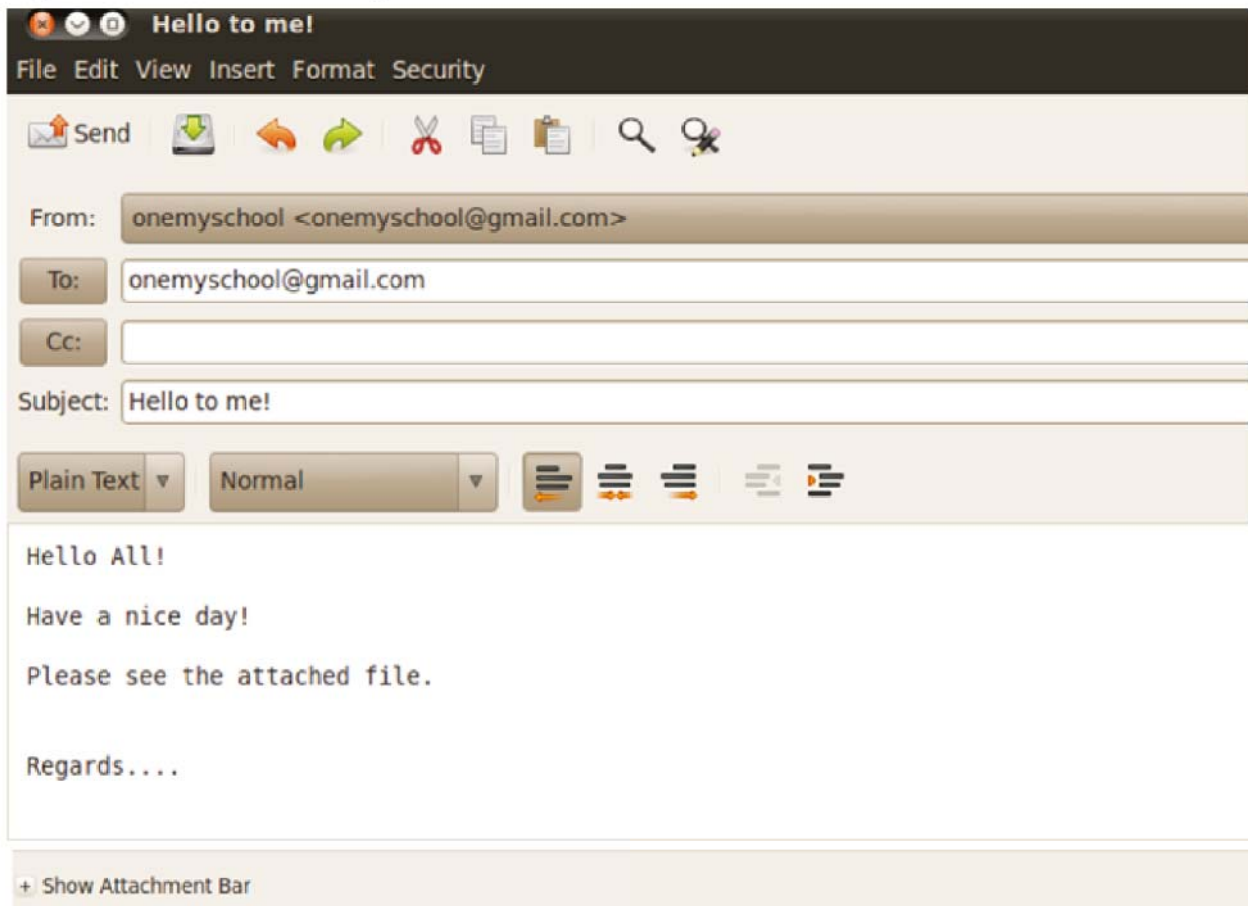 Hello to me!
File Edit View Insert Format Security
Send
From: onemyschool <onemyschool@gmail.com>
To: onemyschool@gmail.com
Cc:
Subject: Hello to me!
Plain Text Normal
Hello All!
Have a nice day!
Please see the attached file.
Regards....
+ Show Attachment Bar